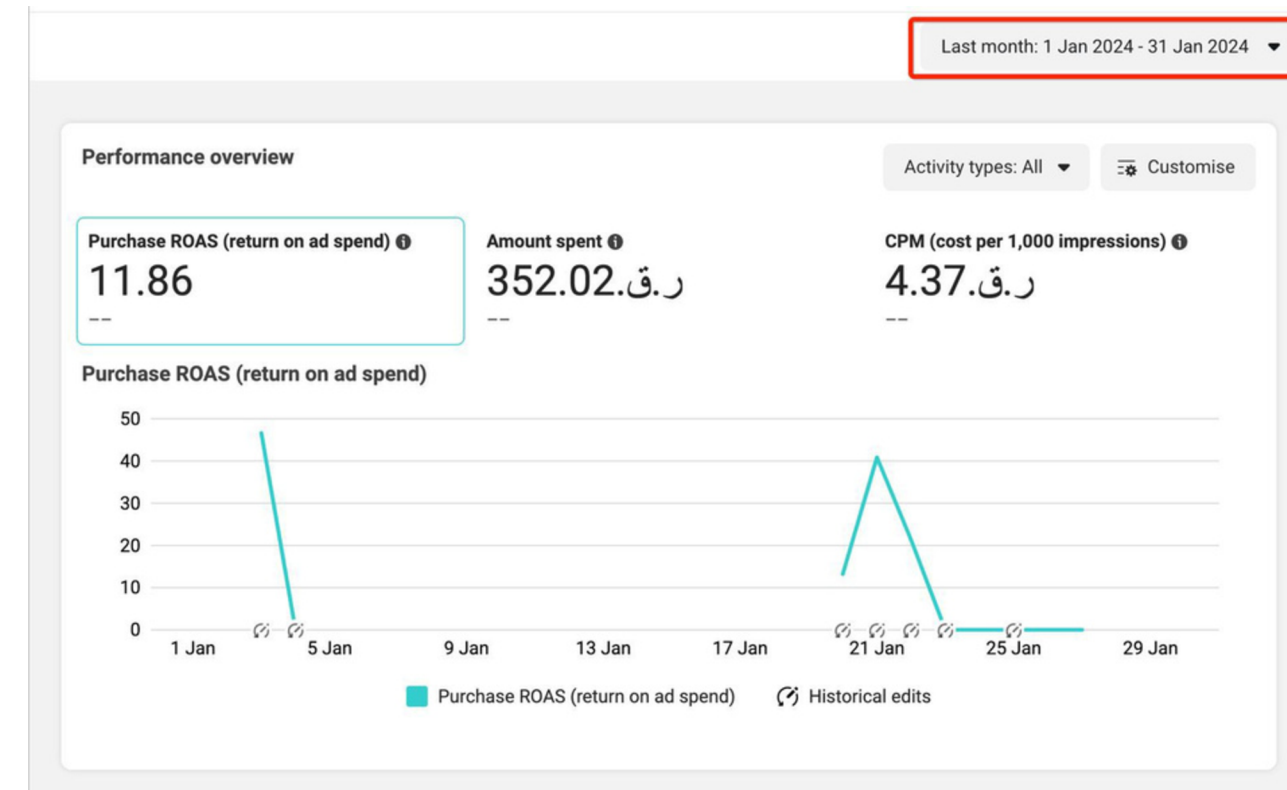 Last month: 1 Jan 2024 - 31 Jan 2024
Performance overview
Activity types: All
Customise
Purchase ROAS (return on ad spend)
11.86
--
Amount spent
ر.ق.352.02
--
CPM (cost per 1,000 impressions)
ر.ق.4.37
--
Purchase ROAS (return on ad spend)
50
40
30
20
10
0
1 Jan 5 Jan 9 Jan 13 Jan 17 Jan 21 Jan 25 Jan 29 Jan
Purchase ROAS (return on ad spend) Historical edits